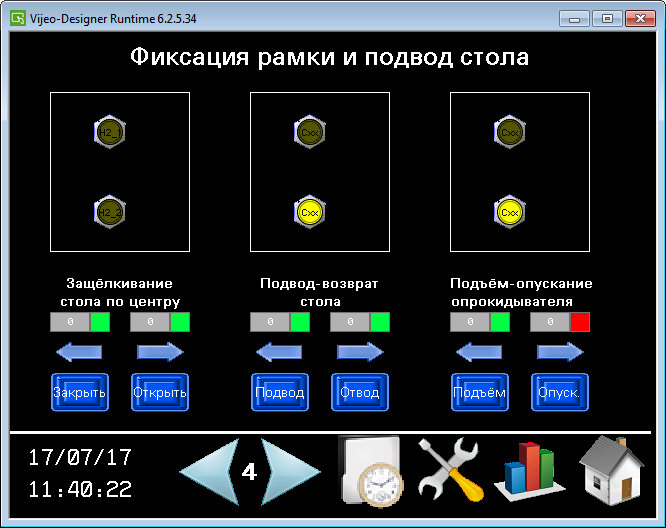 Vijeo-Designer Runtime 6.2.5.34
Фиксация рамки и подвод стола
H2_1 Cxx Cxx
H2_2 Cxx Cxx
Защёлкивание Подвод-возврат Подъём-опускание
стола по центру стола опрокидывателя
0 0 0 0 0 0
Закрыть Открыть Подвод Отвод Подъём Опуск.
17/07/17
4
11:40:22